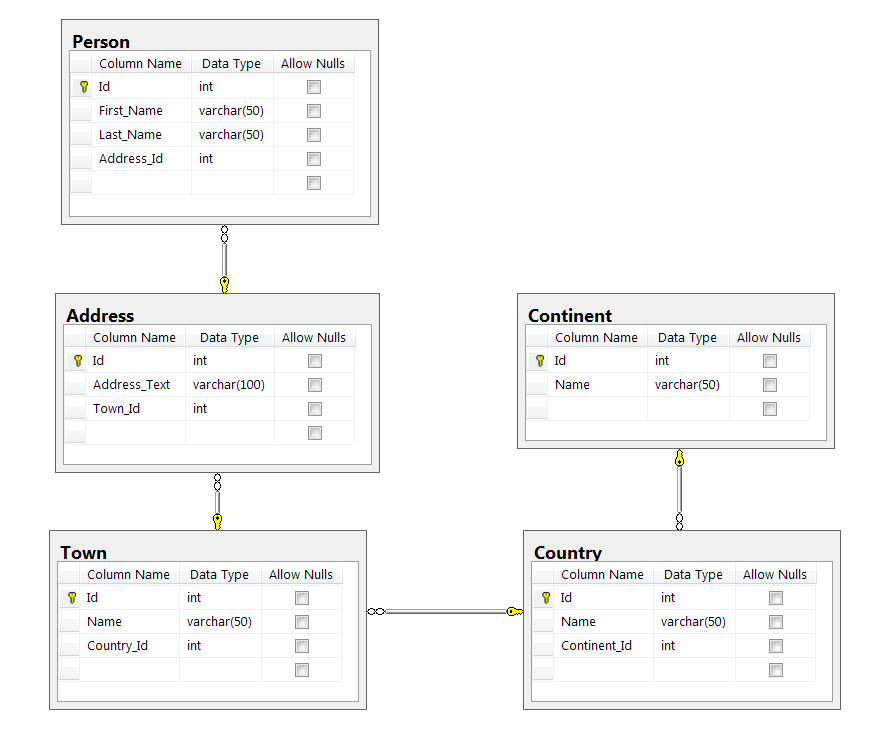 Person
Column Name Data Type Allow Nulls
Id int
First_Name varchar(50)
Last_Name varchar(50)
Address_Id int
Address
Column Name Data Type Allow Nulls
Id int
Address_Text varchar(100)
Town_Id int
Continent
Column Name Data Type Allow Nulls
Id int
Name varchar(50)
Town
Column Name Data Type Allow Nulls
Id int
Name varchar(50)
Country_Id int
Country
Column Name Data Type Allow Nulls
Id int
Name varchar(50)
Continent_Id int